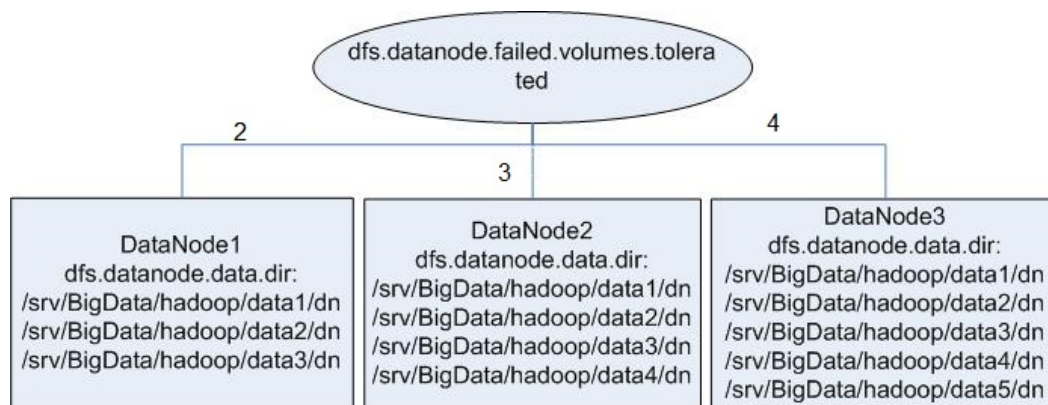 dfs.datanode.failed.volumes.tolera
ted
2
3
4
DataNode1
dfs.datanode.data.dir:
/srv/BigData/hadoop/data1/dn
/srv/BigData/hadoop/data2/dn
/srv/BigData/hadoop/data3/dn
DataNode2
dfs.datanode.data.dir:
/srv/BigData/hadoop/data1/dn
/srv/BigData/hadoop/data2/dn
/srv/BigData/hadoop/data3/dn
/srv/BigData/hadoop/data4/dn
DataNode3
dfs.datanode.data.dir:
/srv/BigData/hadoop/data1/dn
/srv/BigData/hadoop/data2/dn
/srv/BigData/hadoop/data3/dn
/srv/BigData/hadoop/data4/dn
/srv/BigData/hadoop/data5/dn